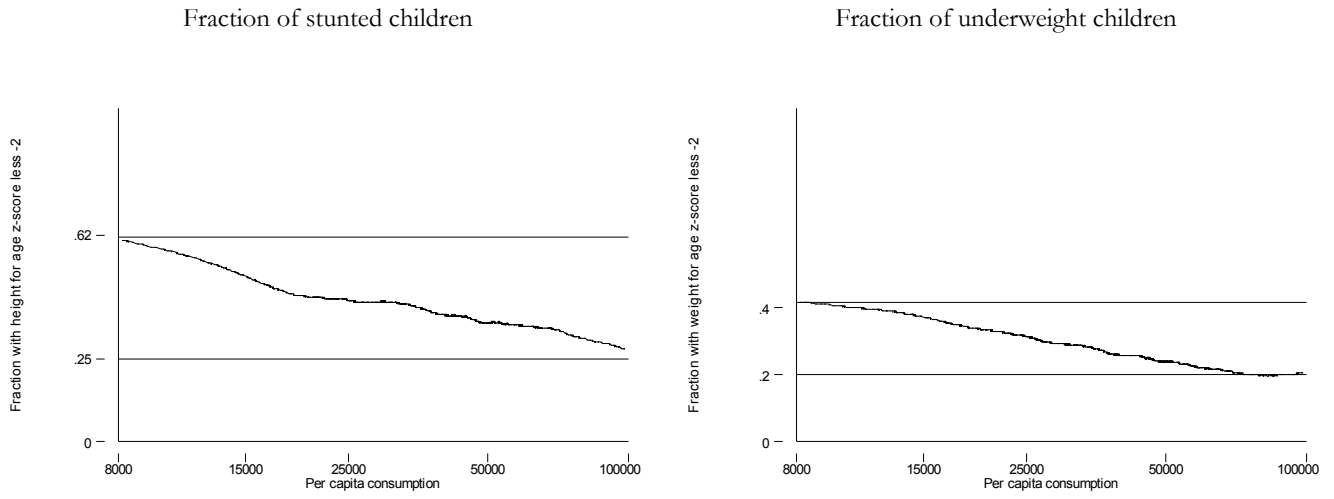 Fraction of stunted children
Fraction with height for age z-score less -2
.62
.25
0
8000 15000 25000 50000 100000
Per capita consumption
Fraction of underweight children
Fraction with weight for age z-score less -2
.4
.2
0
8000 15000 25000 50000 100000
Per capita consumption